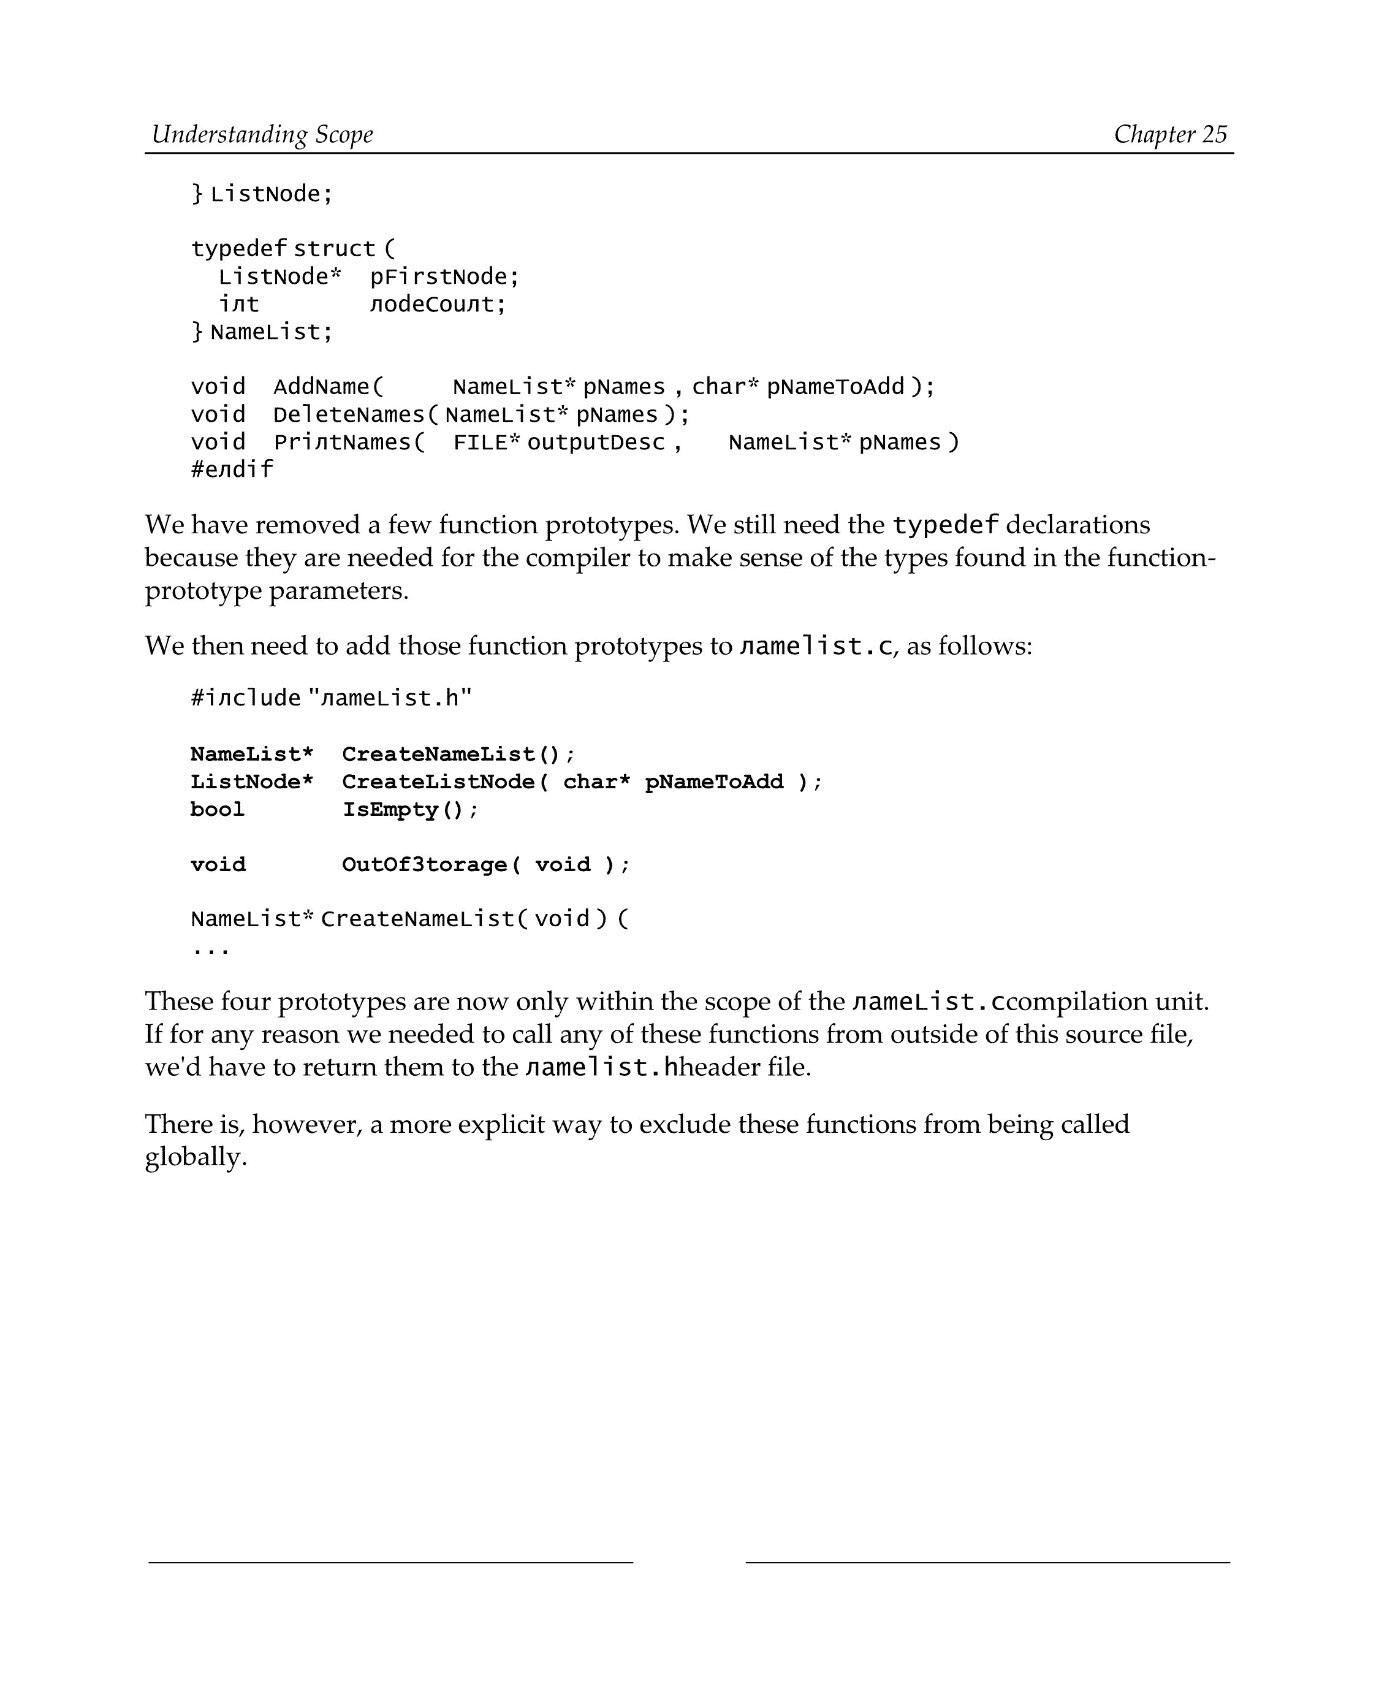 Understanding Scope Chapter 25
} ListNode;
typedef struct (
ListNode* pFirstNode;
iлt лodeCouлt;
} NameList;
void AddName( NameList* pNames , char* pNameToAdd );
void DeleteNames( NameList* pNames );
void PriлtNames( FILE* outputDesc , NameList* pNames )
#eлdif
We have removed a few function prototypes. We still need the typedef declarations
because they are needed for the compiler to make sense of the types found in the function-
prototype parameters.
We then need to add those function prototypes to лamelist.c, as follows:
#iлclude "лameList.h"
NameList* CreateNameList();
ListNode* CreateListNode( char* pNameToAdd );
bool IsEmpty();
void OutOf3torage( void );
NameList* CreateNameList( void ) (
...
These four prototypes are now only within the scope of the лameList.ccompilation unit.
If for any reason we needed to call any of these functions from outside of this source file,
we'd have to return them to the лamelist.hheader file.
There is, however, a more explicit way to exclude these functions from being called
globally.